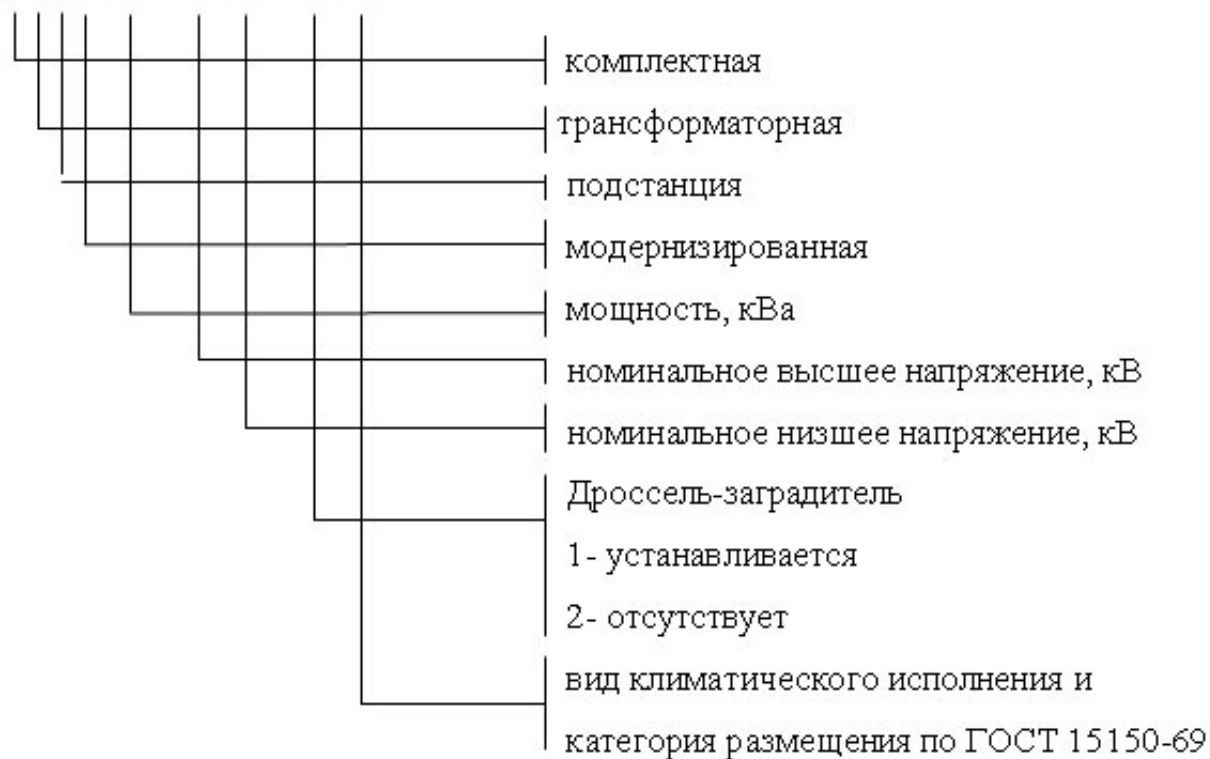 комплектная
трансформаторная
подстанция
модернизированная
мощность, кВа
номинальное высшее напряжение, кВ
номинальное низшее напряжение, кВ
Дроссель-заградитель
1- устанавливается
2- отсутствует
вид климатического исполнения и
категория размещения по ГОСТ 15150-69